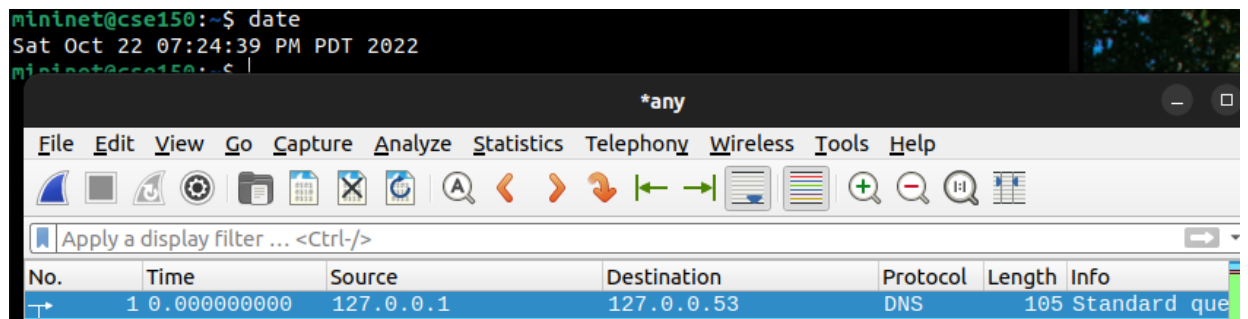 mininet@cse150:~$ date
Sat Oct 22 07:24:39 PM PDT 2022
mininet@cse150:~$
*any
File Edit View Go Capture Analyze Statistics Telephony Wireless Tools Help
Apply a display filter … <Ctrl-/>
No. Time Source Destination Protocol Length Info
1 0.000000000 127.0.0.1 127.0.0.53 DNS 105 Standard que